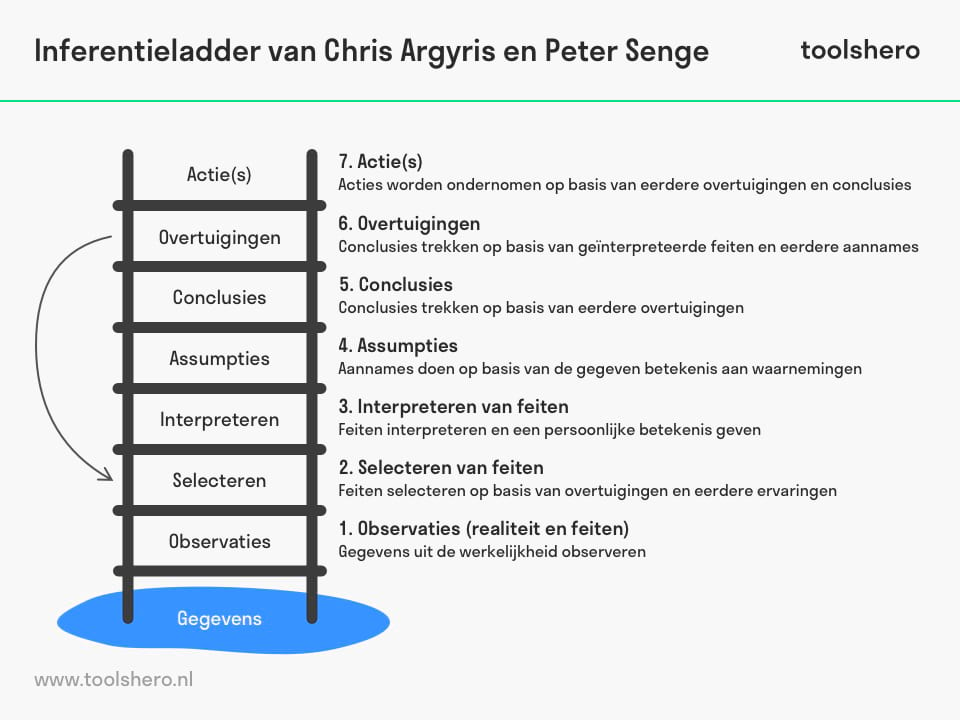 Inferentieladder van Chris Argyris en Peter Senge
toolshero
Actie(s)
Overtuigingen
Conclusies
Assumpties
Interpreteren
Selecteren
Observaties
Gegevens
7. Actie(s)
Acties worden ondernomen op basis van eerdere overtuigingen en conclusies
6. Overtuigingen
Conclusies trekken op basis van geïnterpreteerde feiten en eerdere aannames
5. Conclusies
Conclusies trekken op basis van eerdere overtuigingen
4. Assumpties
Aannames doen op basis van de gegeven betekenis aan waarnemingen
3. Interpreteren van feiten
Feiten interpreteren en een persoonlijke betekenis geven
2. Selecteren van feiten
Feiten selecteren op basis van overtuigingen en eerdere ervaringen
1. Observaties (realiteit en feiten)
Gegevens uit de werkelijkheid observeren
www.toolshero.nl